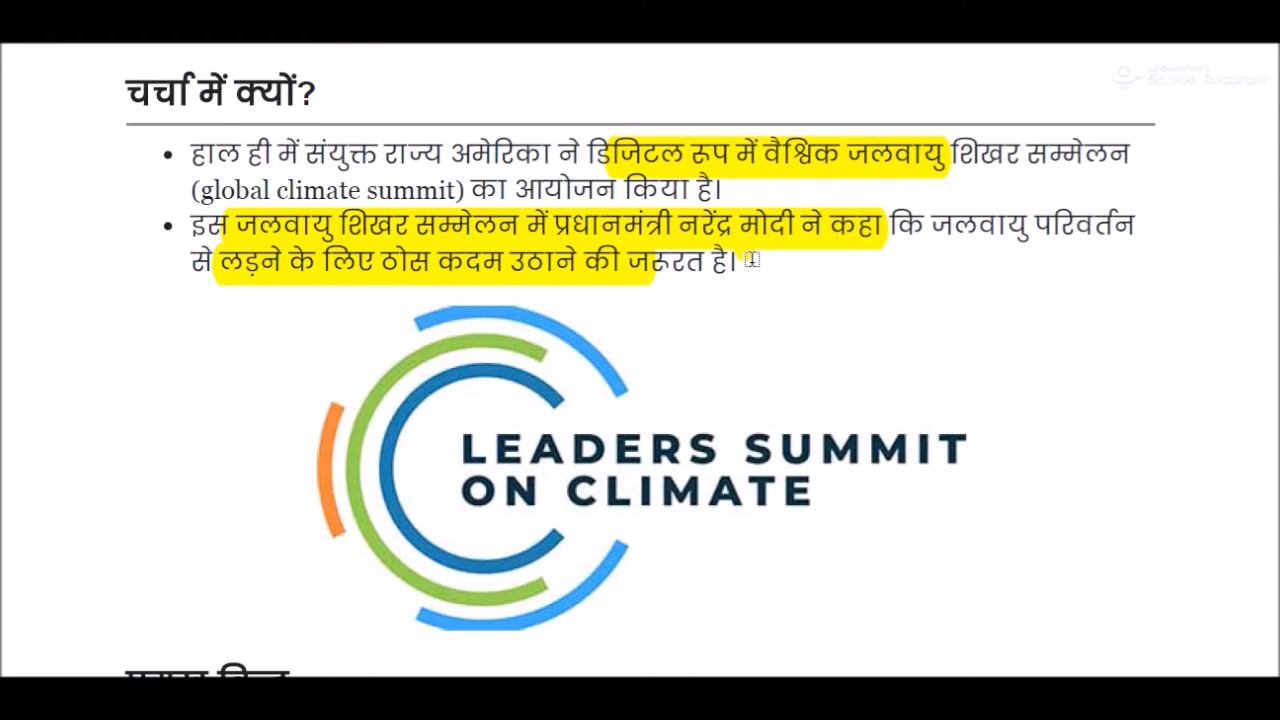 चर्चा में क्यों?
हाल ही में संयुक्त राज्य अमेरिका ने डिजिटल रूप में वैश्विक जलवायु शिखर सम्मेलन
(global climate summit) का आयोजन किया है।
इस जलवायु शिखर सम्मेलन में प्रधानमंत्री नरेंद्र मोदी ने कहा कि जलवायु परिवर्तन
से लड़ने के लिए ठोस कदम उठाने की जरूरत है।
LEADERS SUMMIT
ON CLIMATE